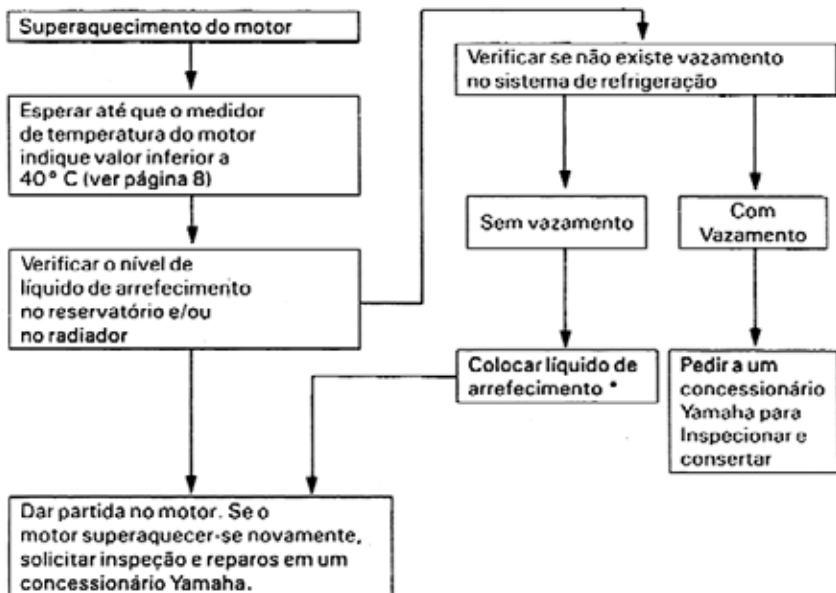 Superaquecimento do motor
Esperar até que o medidor
de temperatura do motor
indique valor inferior a
40° C (ver página 8)
Verificar o nível de
líquido de arrefecimento
no reservatório e/ou
no radiador
Verificar se não existe vazamento
no sistema de refrigeração
Sem vazamento
Com
Vazamento
Colocar líquido de
arrefecimento *
Pedir a um
concessionário
Yamaha para
Inspecionar e
consertar
Dar partida no motor. Se o
motor superaquecer-se novamente,
solicitar inspeção e reparos em um
concessionário Yamaha.